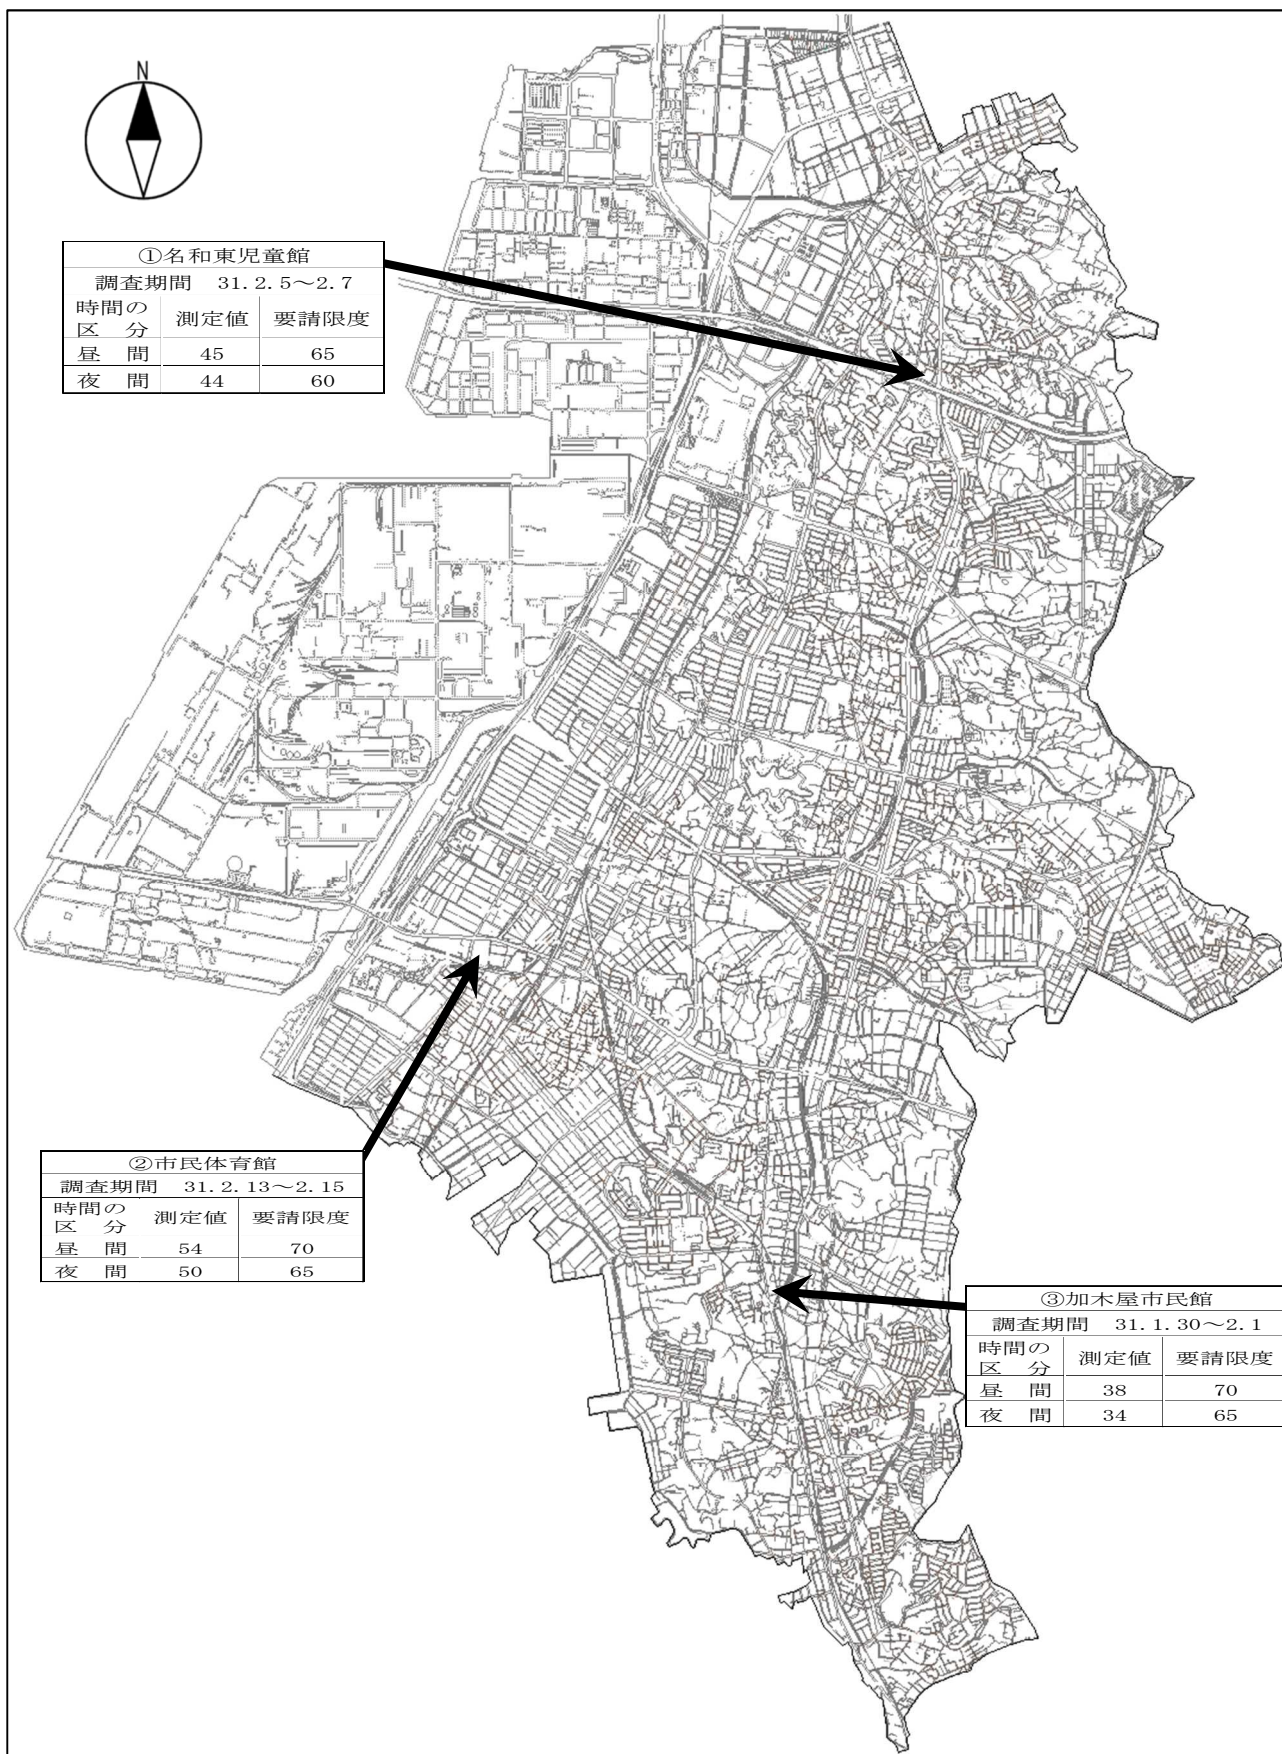 N
①名和東児童館
調査期間 31.2.5～2.7
時間の
区 分 測定値 要請限度
昼 間 45 65
夜 間 44 60
②市民体育館
調査期間 31.2.13～2.15
時間の
区 分 測定値 要請限度
昼 間 54 70
夜 間 50 65
③加木屋市民館
調査期間 31.1.30～2.1
時間の
区 分 測定値 要請限度
昼 間 38 70
夜 間 34 65